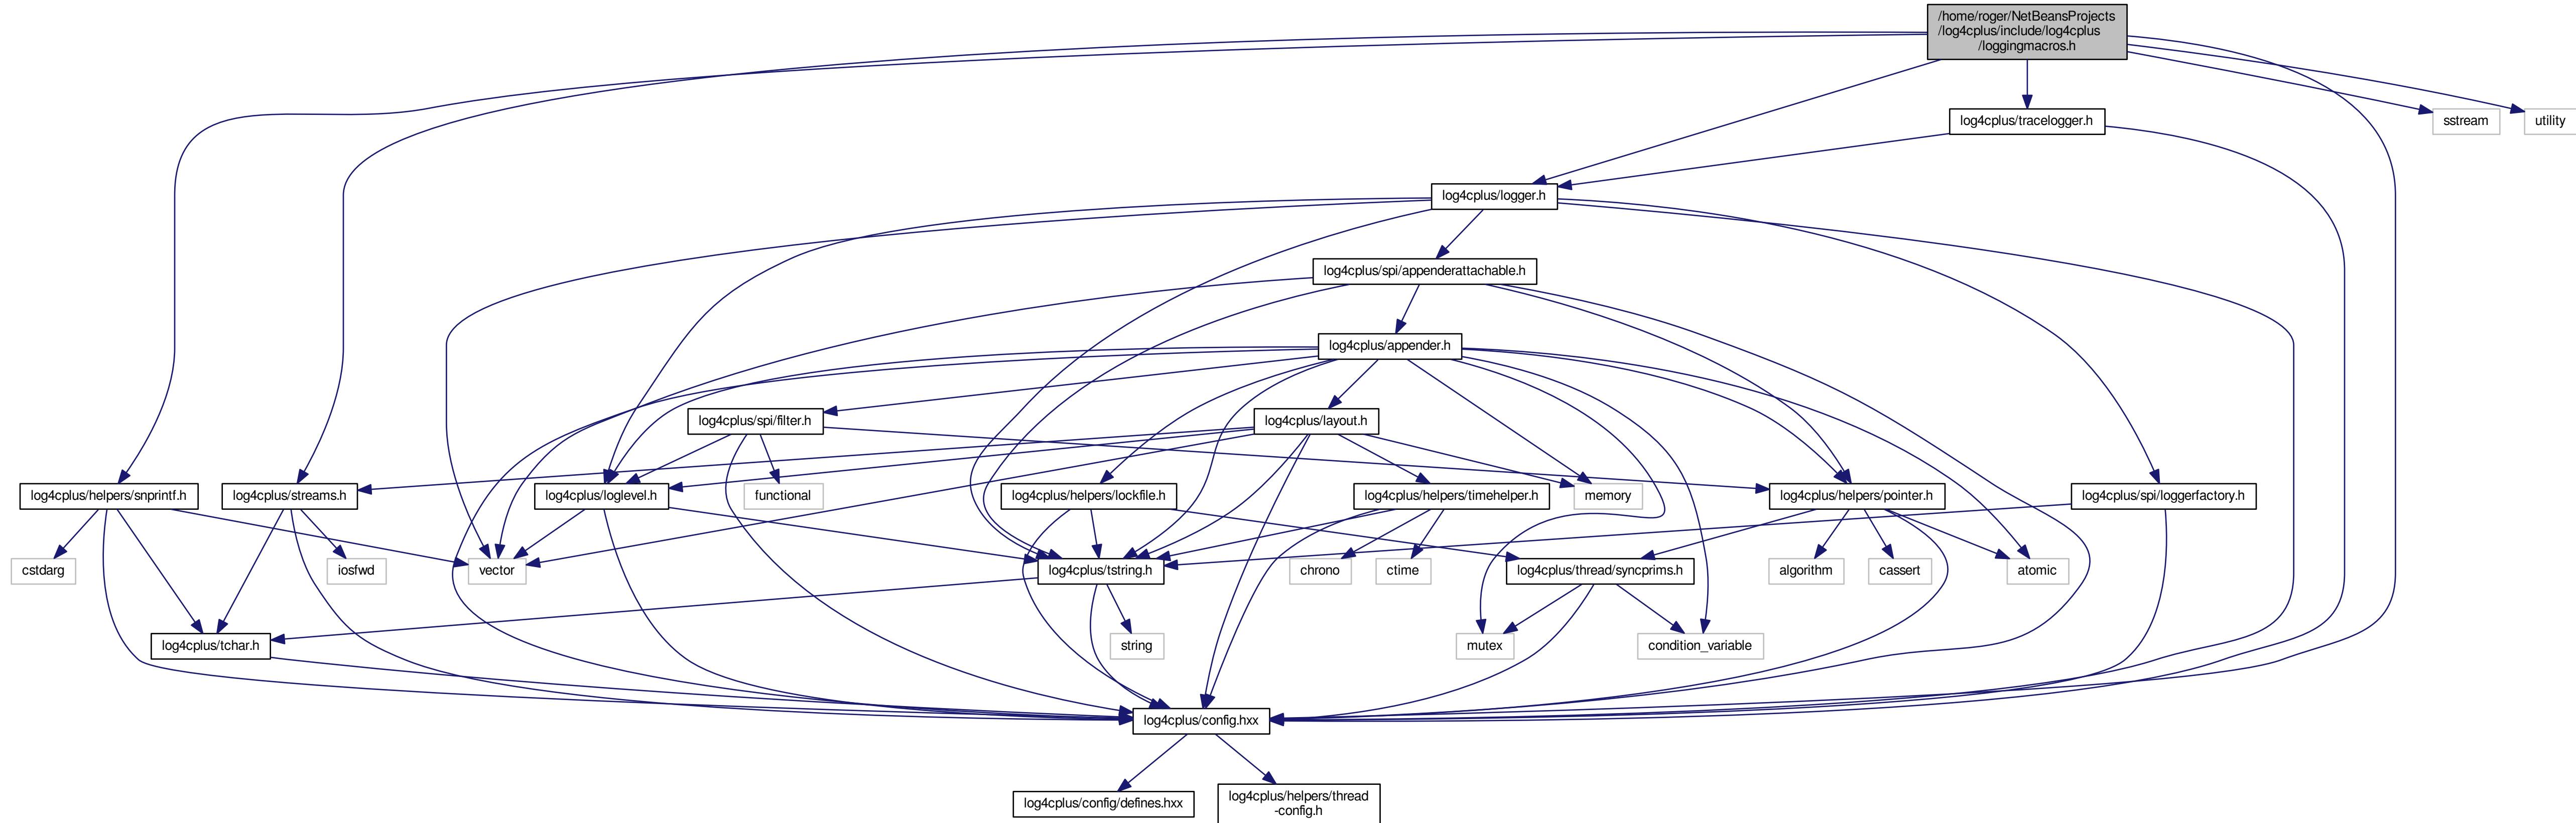 /home/roger/NetBeansProjects
/log4cplus/include/log4cplus
/loggingmacros.h
log4cplus/tracelogger.h
sstream
utility
log4cplus/logger.h
log4cplus/spi/appenderattachable.h
log4cplus/appender.h
log4cplus/spi/filter.h
log4cplus/layout.h
log4cplus/helpers/snprintf.h
log4cplus/streams.h
log4cplus/loglevel.h
functional
log4cplus/helpers/lockfile.h
log4cplus/helpers/timehelper.h
memory
log4cplus/helpers/pointer.h
log4cplus/spi/loggerfactory.h
cstdarg
iosfwd
vector
log4cplus/tstring.h
chrono
ctime
log4cplus/thread/syncprims.h
algorithm
cassert
atomic
log4cplus/tchar.h
string
mutex
condition_variable
log4cplus/config.hxx
log4cplus/config/defines.hxx
log4cplus/helpers/thread
-config.h